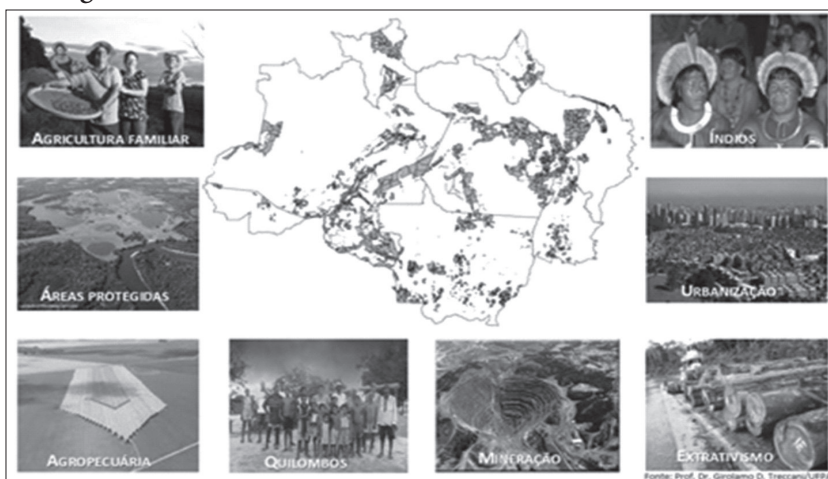 AGRICULTURA FAMILIAR
ÍNDIOS
ÁREAS PROTEGIDAS
URBANIZAÇÃO
AGROPECUÁRIA
QUILOMBOS
MINERAÇÃO
EXTRATIVISMO
Fonte: Prof. Dr. Girolamo D. Treccani/UFPA